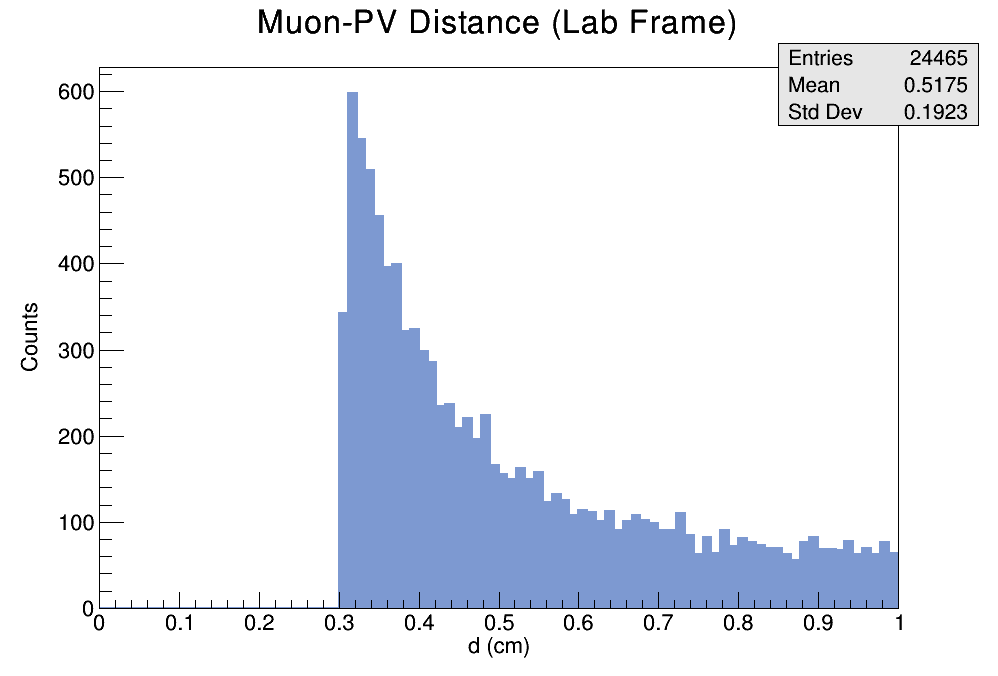 Muon-PV Distance (Lab Frame)
Entries 24465
Mean 0.5175
Std Dev 0.1923
600
500
400
300
200
100
0
Counts
0 0.1 0.2 0.3 0.4 0.5 0.6 0.7 0.8 0.9 1
d (cm)